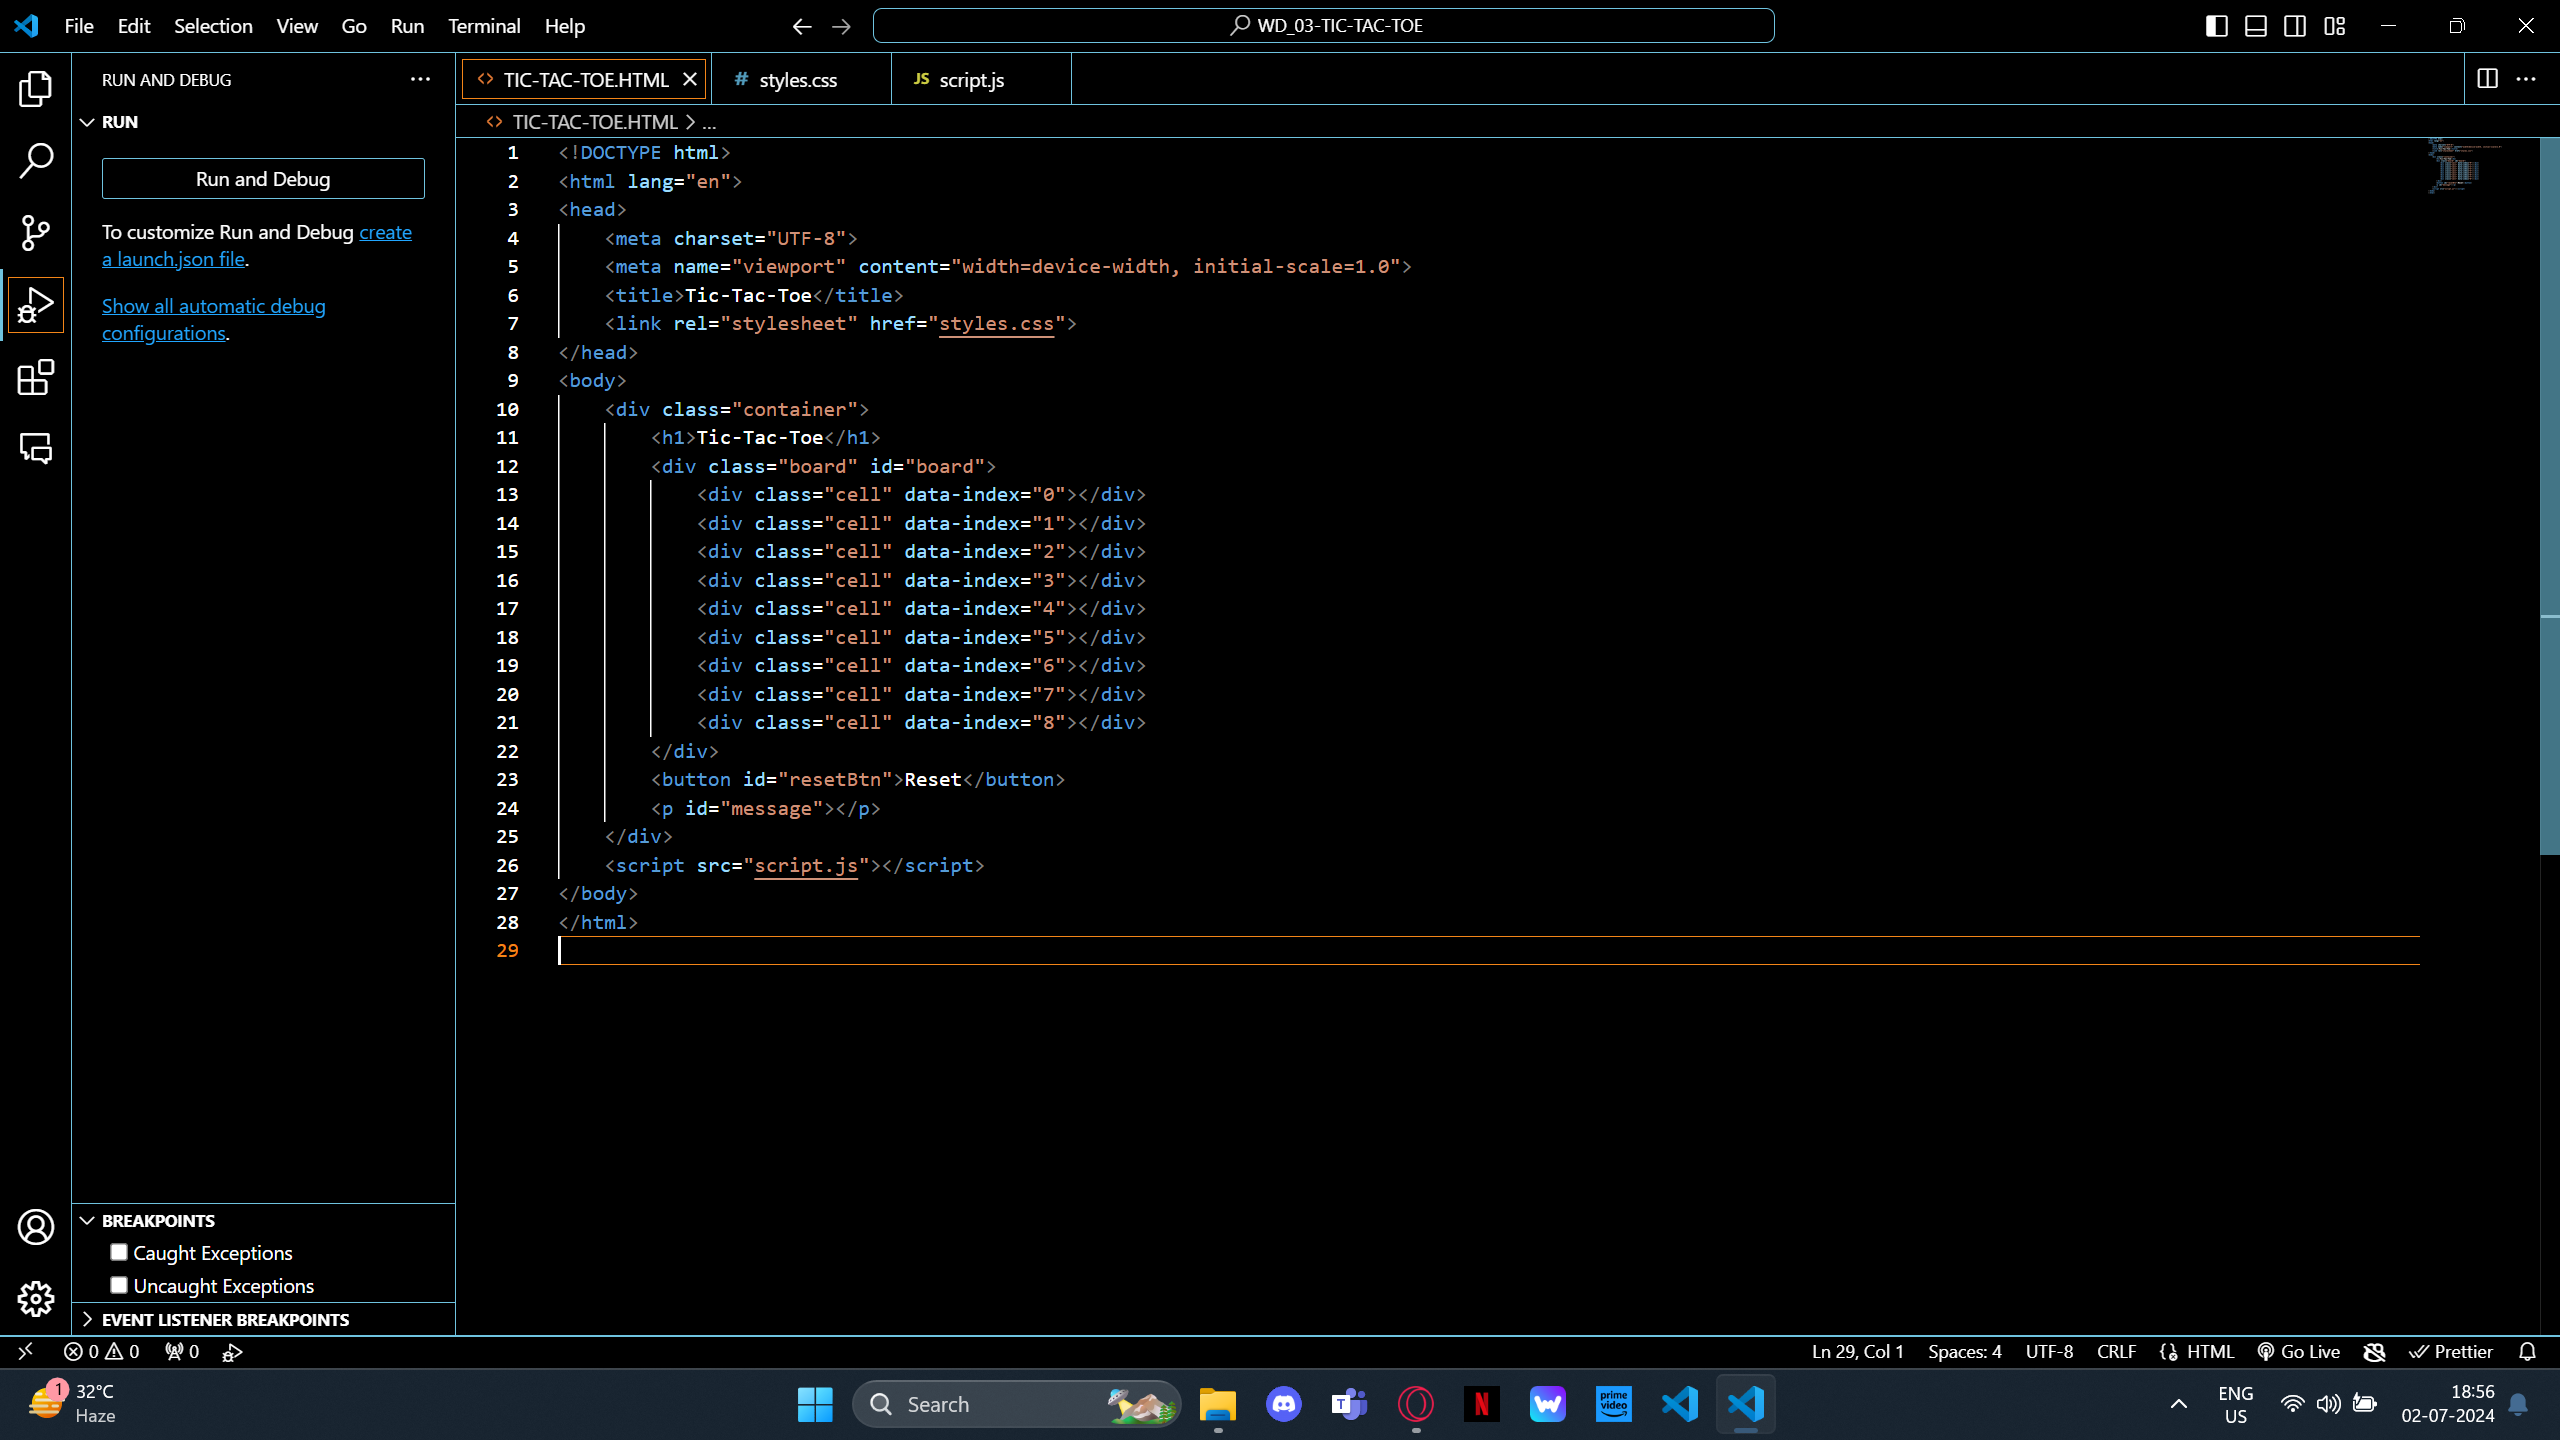 File Edit Selection View Go Run Terminal Help
WD_03-TIC-TAC-TOE
RUN AND DEBUG
RUN
Run and Debug
To customize Run and Debug create
a launch.json file.
Show all automatic debug
configurations.
TIC-TAC-TOE.HTML
# styles.css
JS script.js
<> TIC-TAC-TOE.HTML > ...
1 <!DOCTYPE html>
2 <html lang="en">
3 <head>
4 <meta charset="UTF-8">
5 <meta name="viewport" content="width=device-width, initial-scale=1.0">
6 <title>Tic-Tac-Toe</title>
7 <link rel="stylesheet" href="styles.css">
8 </head>
9 <body>
10 <div class="container">
11 <h1>Tic-Tac-Toe</h1>
12 <div class="board" id="board">
13 <div class="cell" data-index="0"></div>
14 <div class="cell" data-index="1"></div>
15 <div class="cell" data-index="2"></div>
16 <div class="cell" data-index="3"></div>
17 <div class="cell" data-index="4"></div>
18 <div class="cell" data-index="5"></div>
19 <div class="cell" data-index="6"></div>
20 <div class="cell" data-index="7"></div>
21 <div class="cell" data-index="8"></div>
22 </div>
23 <button id="resetBtn">Reset</button>
24 <p id="message"></p>
25 </div>
26 <script src="script.js"></script>
27 </body>
28 </html>
29
BREAKPOINTS
Caught Exceptions
Uncaught Exceptions
EVENT LISTENER BREAKPOINTS
0 0 0
Ln 29, Col 1 Spaces: 4 UTF-8 CRLF HTML Go Live Prettier
1
32°C
Haze
Search
T
N
prime
video
ENG
US
18:56
02-07-2024